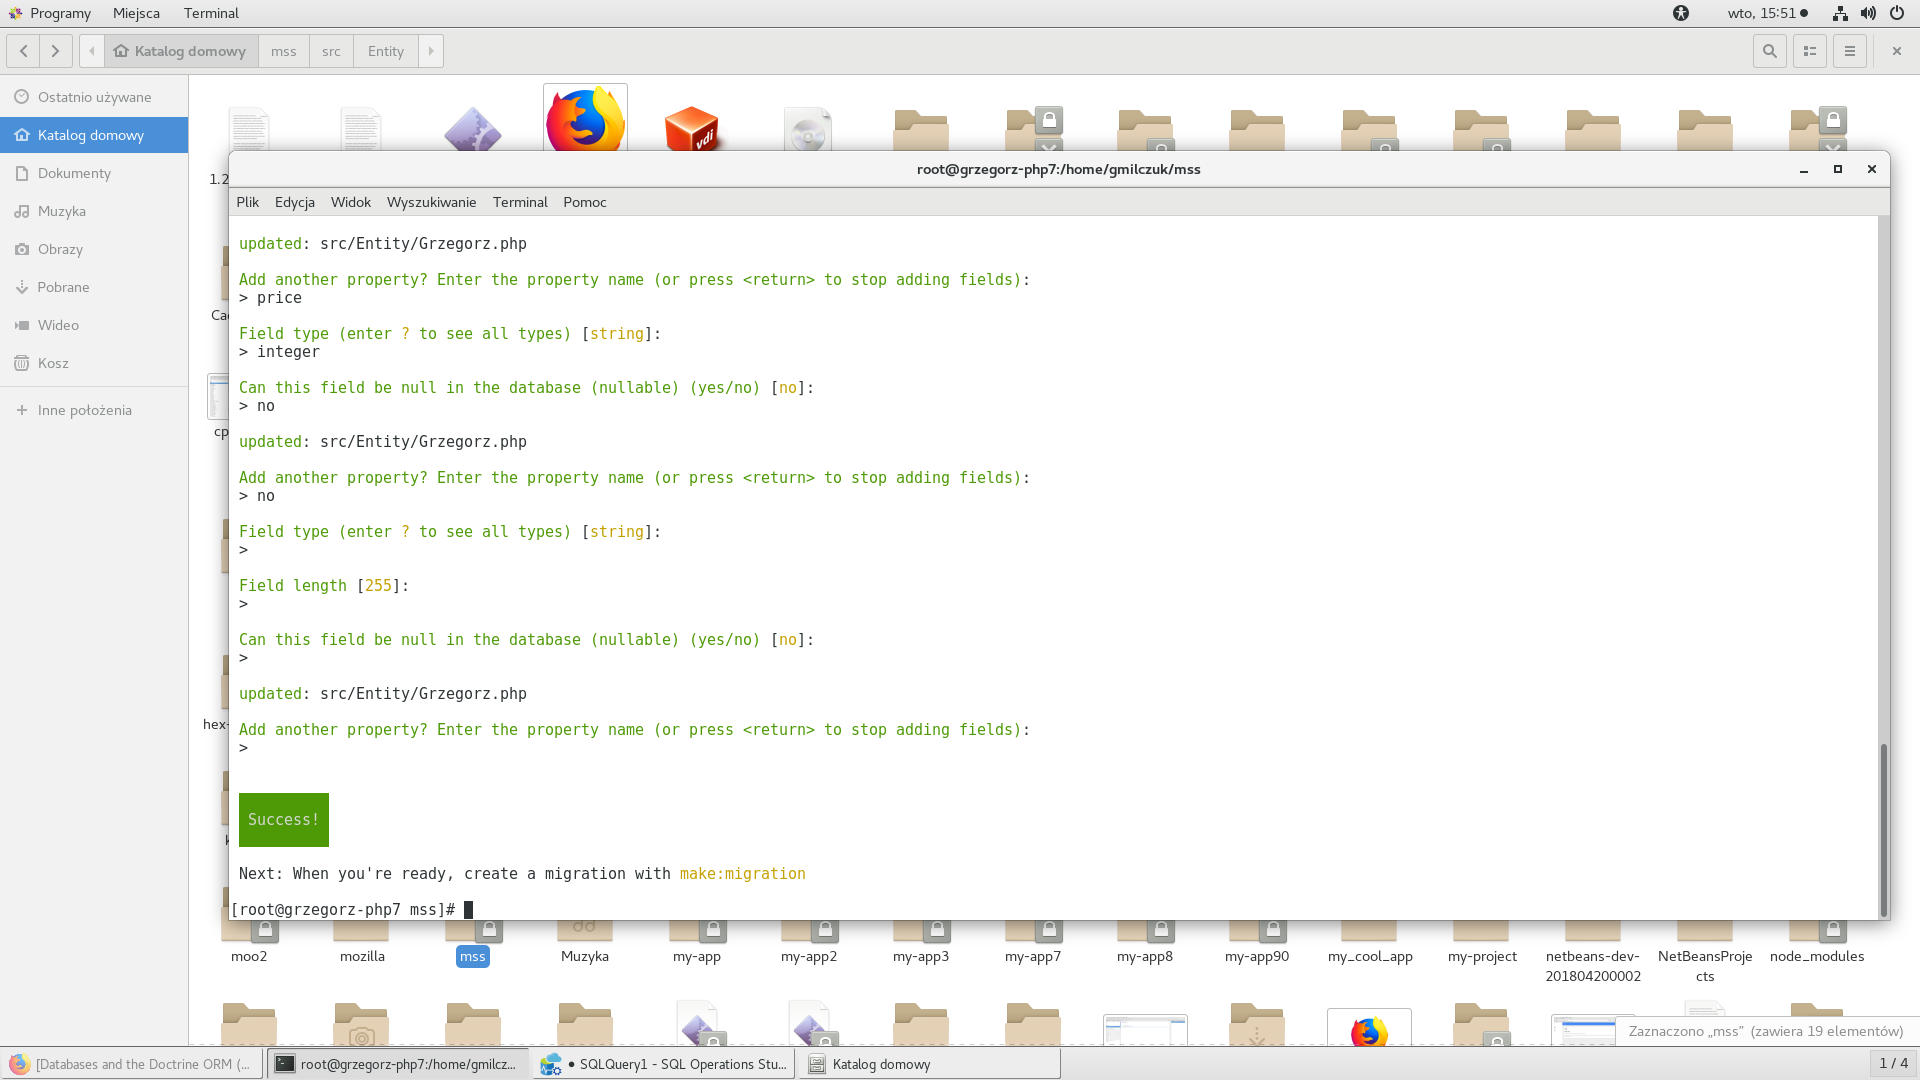 Programy Miejsca Terminal
wto, 15:51
Katalog domowy mss src Entity
Ostatnio używane
Katalog domowy
Dokumenty
Muzyka
Obrazy
Pobrane
Wideo
Kosz
Inne położenia
vdi
root@grzegorz-php7:/home/gmilczuk/mss
Plik Edycja Widok Wyszukiwanie Terminal Pomoc
updated: src/Entity/Grzegorz.php
Add another property? Enter the property name (or press <return> to stop adding fields):
> price
Field type (enter ? to see all types) [string]:
> integer
Can this field be null in the database (nullable) (yes/no) [no]:
> no
updated: src/Entity/Grzegorz.php
Add another property? Enter the property name (or press <return> to stop adding fields):
> no
Field type (enter ? to see all types) [string]:
>
Field length [255]:
>
Can this field be null in the database (nullable) (yes/no) [no]:
>
updated: src/Entity/Grzegorz.php
Add another property? Enter the property name (or press <return> to stop adding fields):
>
Success!
Next: When you're ready, create a migration with make:migration
[root@grzegorz-php7 mss]#
moo2 mozilla mss Muzyka my-app my-app2 my-app3 my-app7 my-app8 my-app90 my_cool_app my-project netbeans-dev-201804200002 NetBeansProjects node_modules
Zaznaczono „mss” (zawiera 19 elementów)
[Databases and the Doctrine ORM (...
root@grzegorz-php7:/home/gmilcz...
• SQLQuery1 - SQL Operations Stu...
Katalog domowy
1 / 4